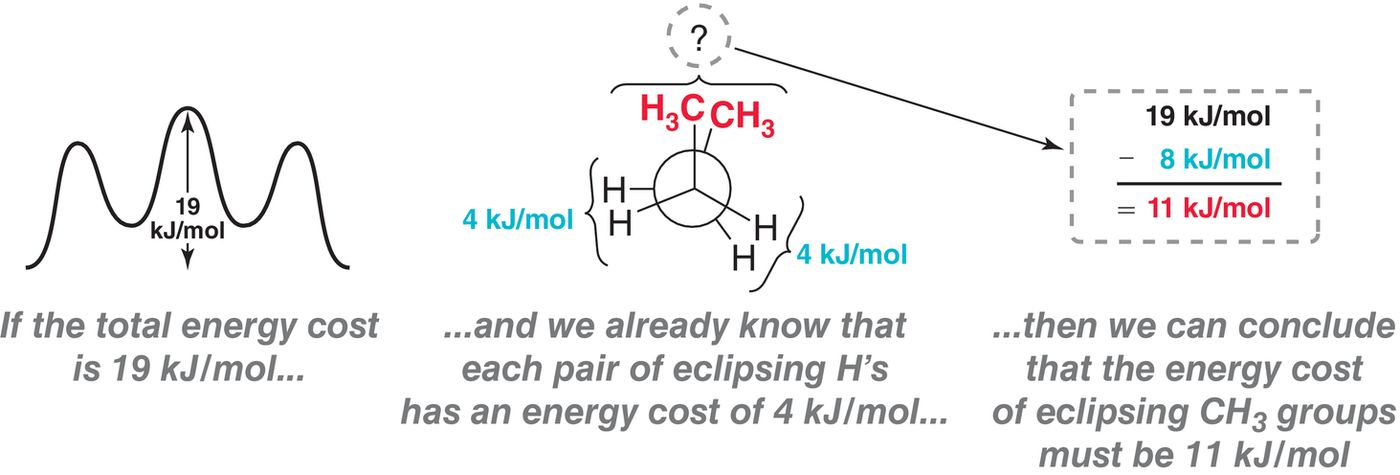 ?
H₃C CH₃
H
H
4 kJ/mol
H
H
4 kJ/mol
19
kJ/mol
19 kJ/mol
– 8 kJ/mol
= 11 kJ/mol
If the total energy cost
is 19 kJ/mol...
...and we already know that
each pair of eclipsing H’s
has an energy cost of 4 kJ/mol...
...then we can conclude
that the energy cost
of eclipsing CH₃ groups
must be 11 kJ/mol